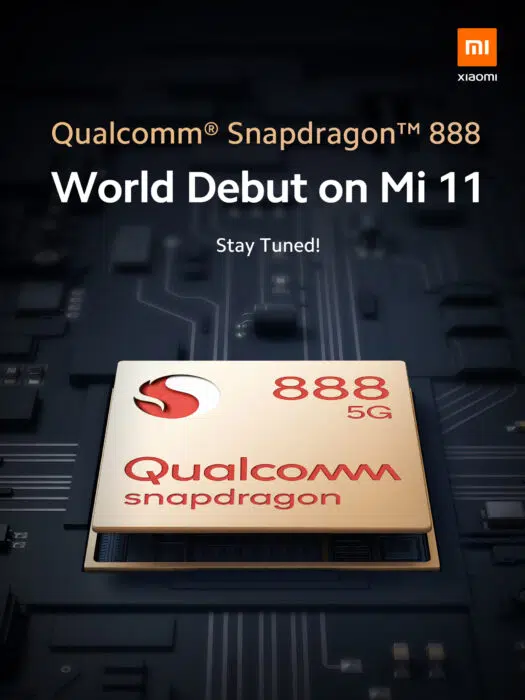 mi
xiaomi
Qualcomm® Snapdragon™ 888
World Debut on Mi 11
Stay Tuned!
888
5G
Qualcomm
snapdragon